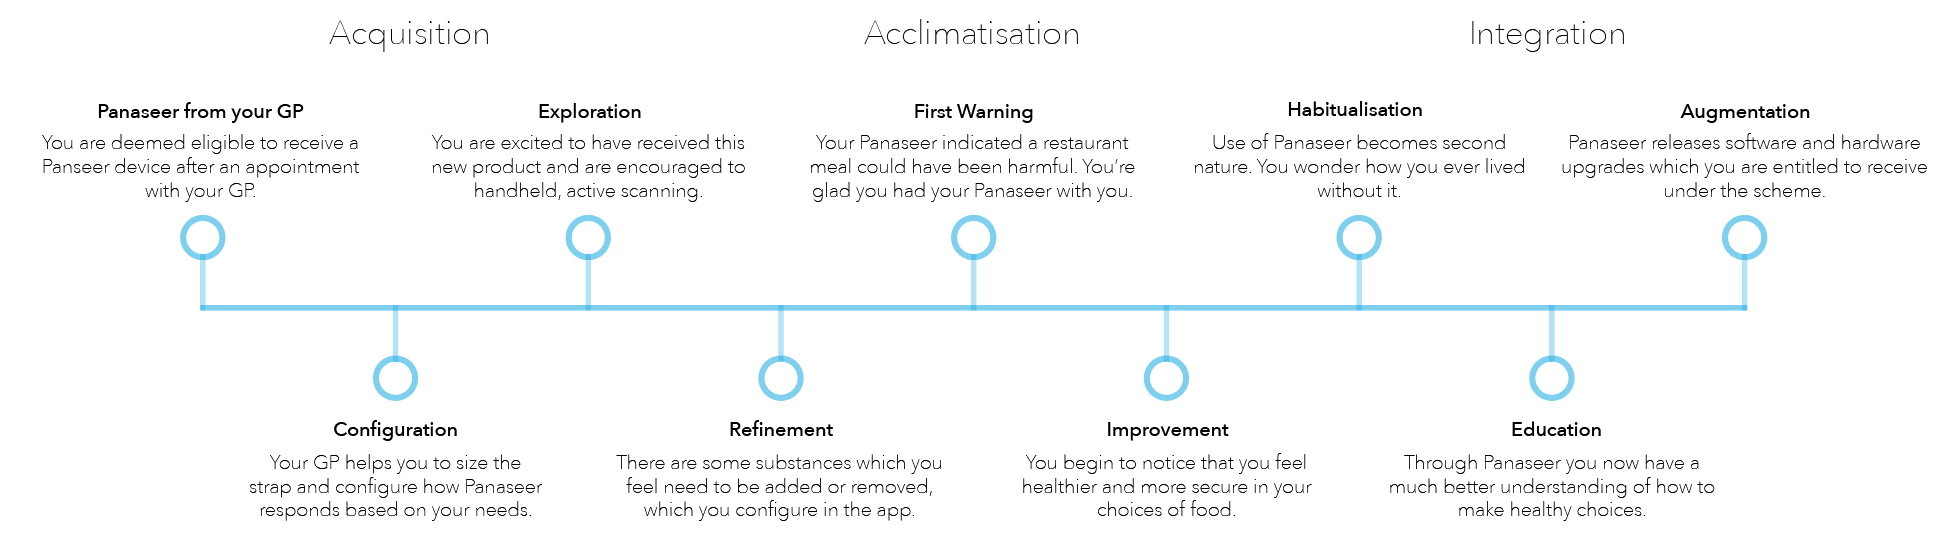 Acquisition
Acclimatisation
Integration
Panaseer from your GP
You are deemed eligible to receive a
Panseer device after an appointment
with your GP.
Exploration
You are excited to have received this
new product and are encouraged to
handheld, active scanning.
First Warning
Your Panaseer indicated a restaurant
meal could have been harmful. You’re
glad you had your Panaseer with you.
Habitualisation
Use of Panaseer becomes second
nature. You wonder how you ever lived
without it.
Augmentation
Panaseer releases software and hardware
upgrades which you are entitled to receive
under the scheme.
Configuration
Your GP helps you to size the
strap and configure how Panaseer
responds based on your needs.
Refinement
There are some substances which you
feel need to be added or removed,
which you configure in the app.
Improvement
You begin to notice that you feel
healthier and more secure in your
choices of food.
Education
Through Panaseer you now have a
much better understanding of how to
make healthy choices.